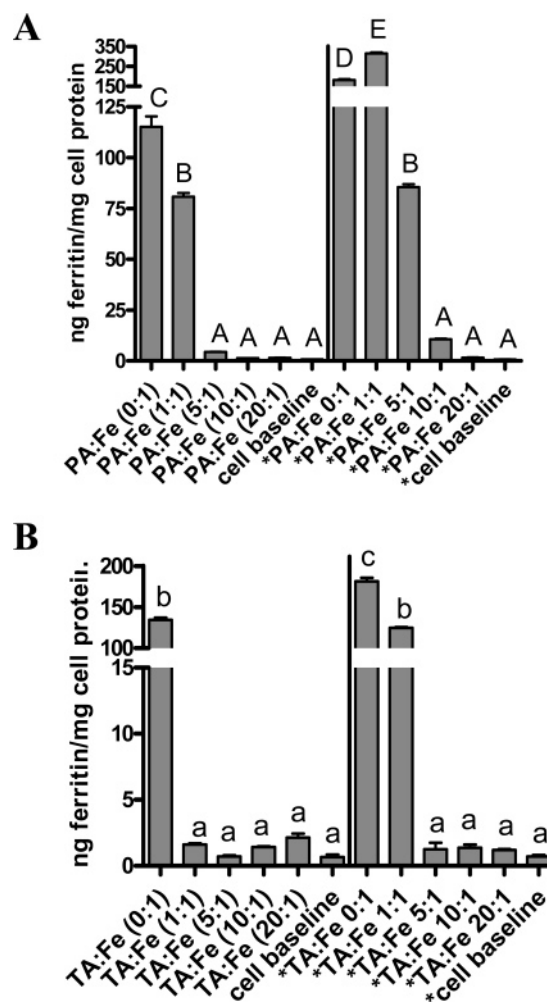 A
ng ferritin/mg cell protein
350
250
150
125
100
75
50
25
0
C
B
A
A
A
A
D
E
B
A
A
A
PA:Fe (0:1)
PA:Fe (1:1)
PA:Fe (5:1)
PA:Fe (10:1)
PA:Fe (20:1)
cell baseline
*PA:Fe 0:1
*PA:Fe 1:1
*PA:Fe 5:1
*PA:Fe 10:1
*PA:Fe 20:1
*cell baseline
B
ng ferritin/mg cell protein.
200
150
100
15
10
5
0
b
a
a
a
a
a
c
b
a
a
a
a
TA:Fe (0:1)
TA:Fe (1:1)
TA:Fe (5:1)
TA:Fe (10:1)
TA:Fe (20:1)
cell baseline
*TA:Fe 0:1
*TA:Fe 1:1
*TA:Fe 5:1
*TA:Fe 10:1
*TA:Fe 20:1
*cell baseline